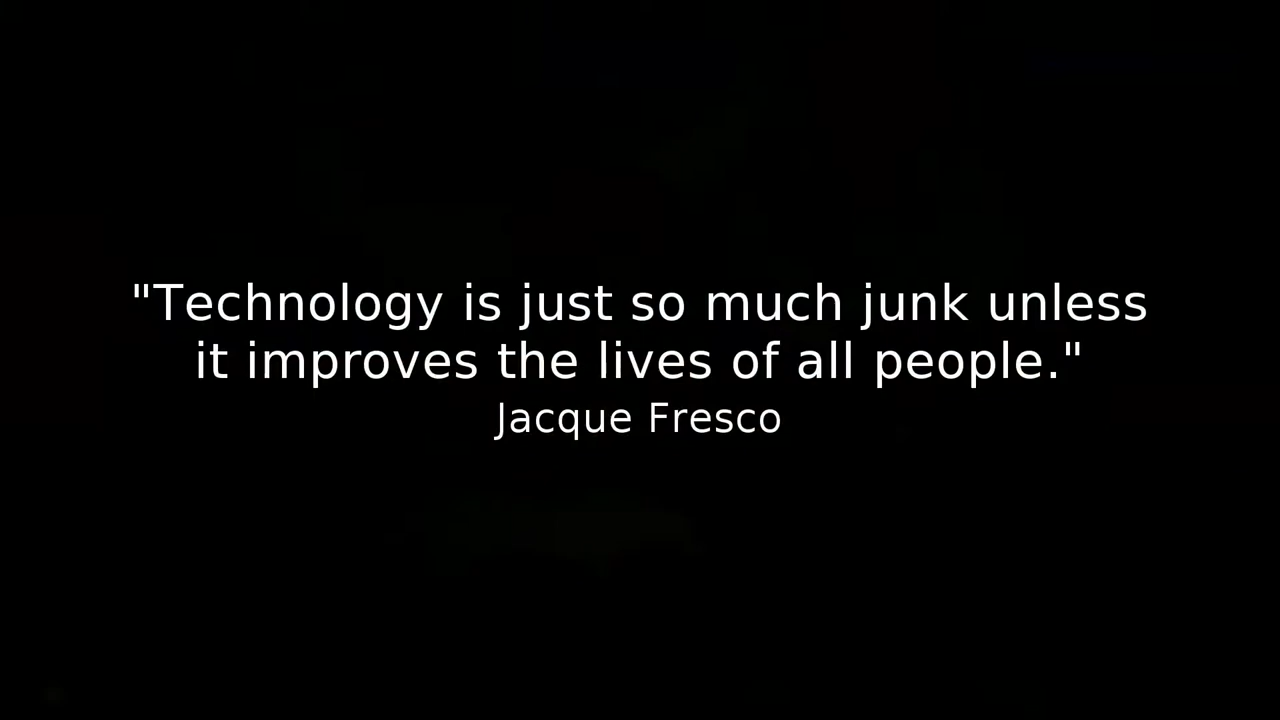 "Technology is just so much junk unless
it improves the lives of all people."
Jacque Fresco